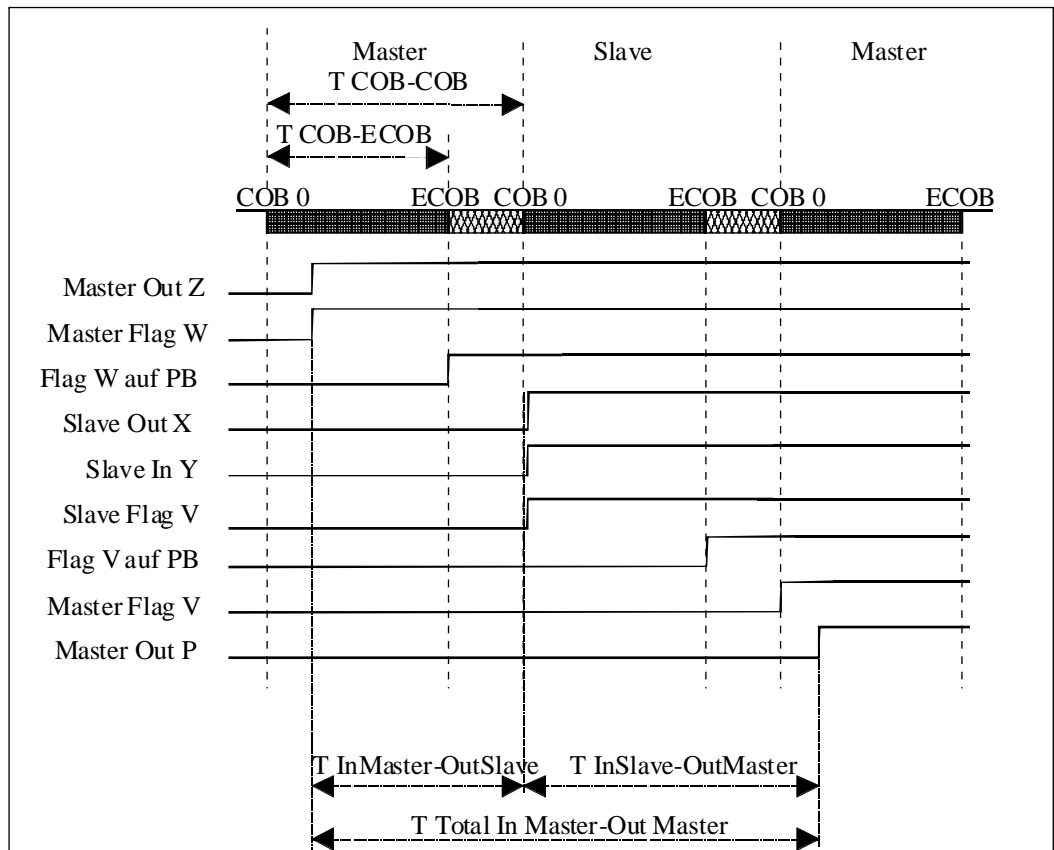 Master Slave Master
T COB-COB
T COB-ECOB
COB 0 ECOB COB 0 ECOB COB 0 ECOB
Master Out Z
Master Flag W
Flag W auf PB
Slave Out X
Slave In Y
Slave Flag V
Flag V auf PB
Master Flag V
Master Out P
T InMaster-OutSlave T InSlave-OutMaster
T Total In Master-Out Master